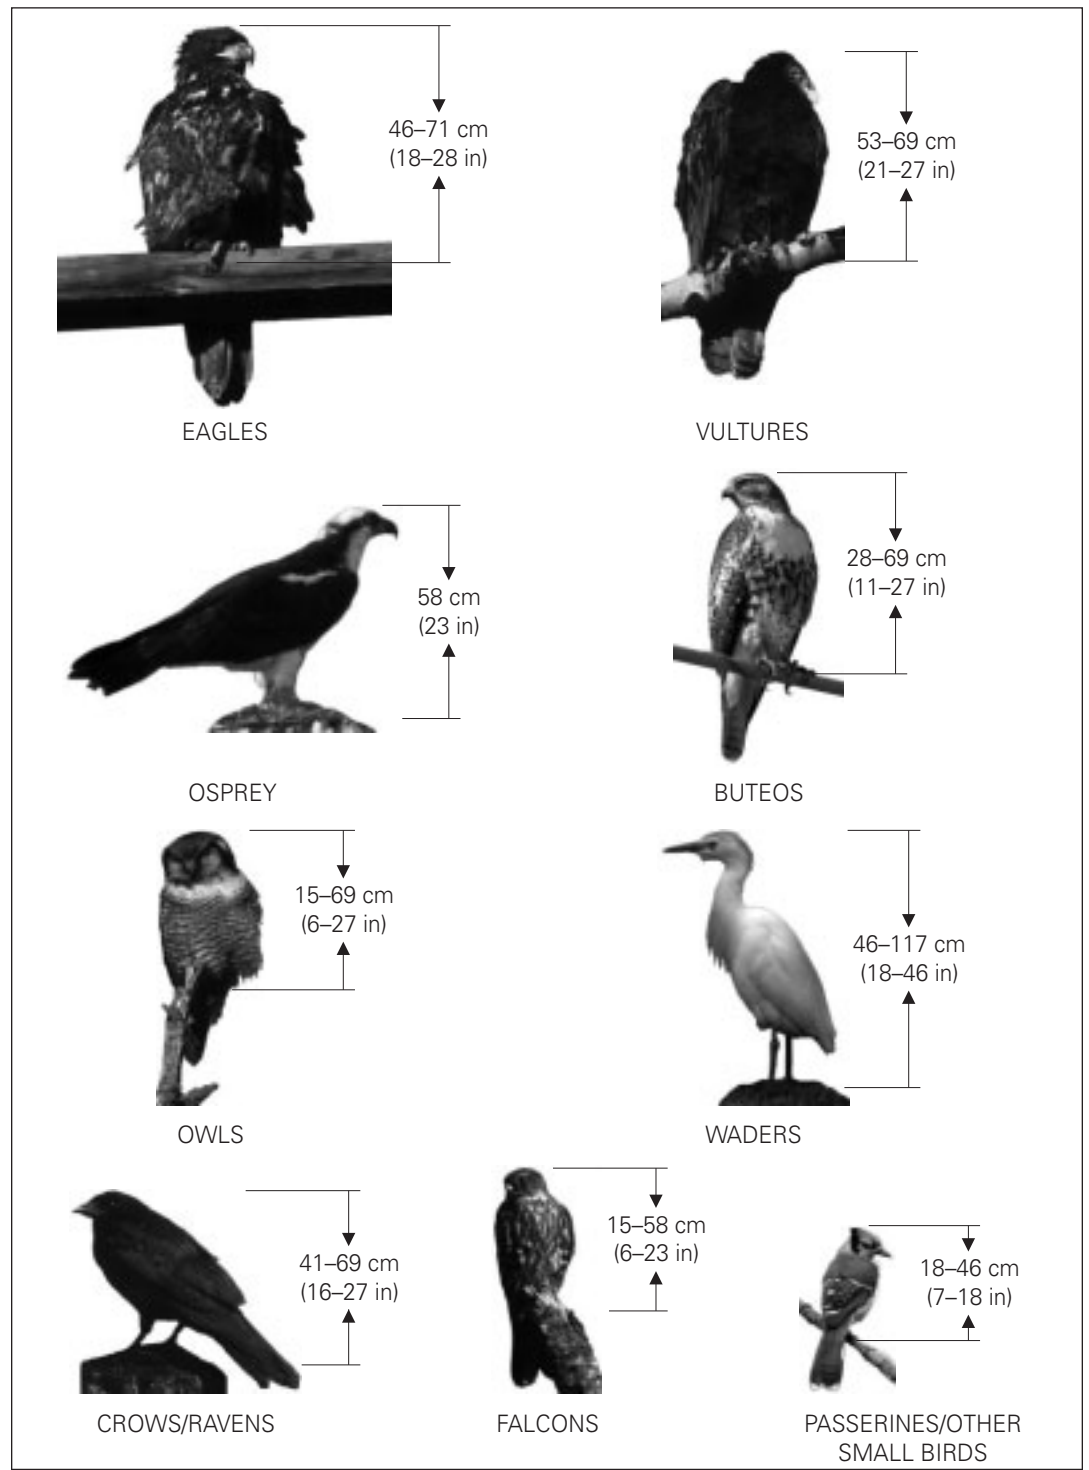 46–71 cm
(18–28 in)
53–69 cm
(21–27 in)
EAGLES
VULTURES
58 cm
(23 in)
28–69 cm
(11–27 in)
OSPREY
BUTEOS
15–69 cm
(6–27 in)
46–117 cm
(18–46 in)
OWLS
WADERS
41–69 cm
(16–27 in)
15–58 cm
(6–23 in)
18–46 cm
(7–18 in)
CROWS/RAVENS
FALCONS
PASSERINES/OTHER
SMALL BIRDS